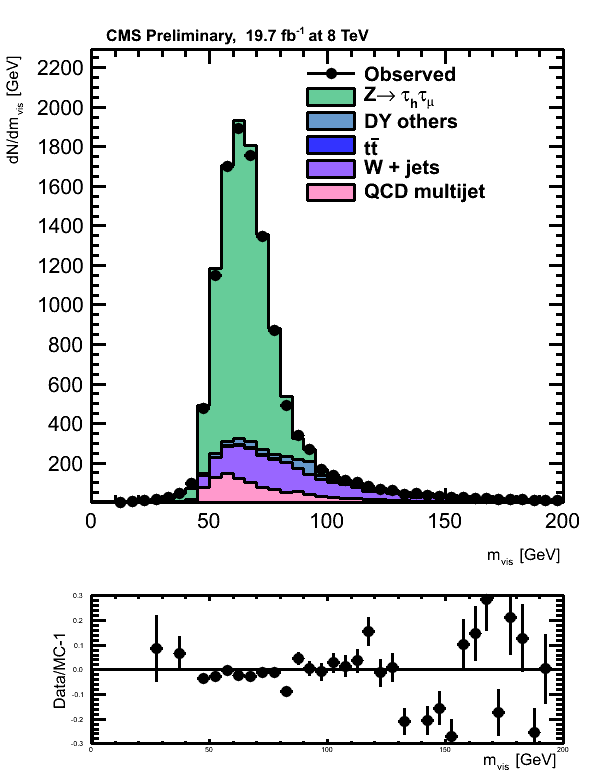 CMS Preliminary, 19.7 fb⁻¹ at 8 TeV
dN/dm_vis [GeV]
2200
2000
1800
1600
1400
1200
1000
800
600
400
200
Observed
Z→ τ_hτ_μ
DY others
tt̄
W + jets
QCD multijet
0 50 100 150 200
m_vis [GeV]
Data/MC-1
0.3
0.2
0.1
0.0
-0.1
-0.2
-0.3
0 50 100 150 200
m_vis [GeV]